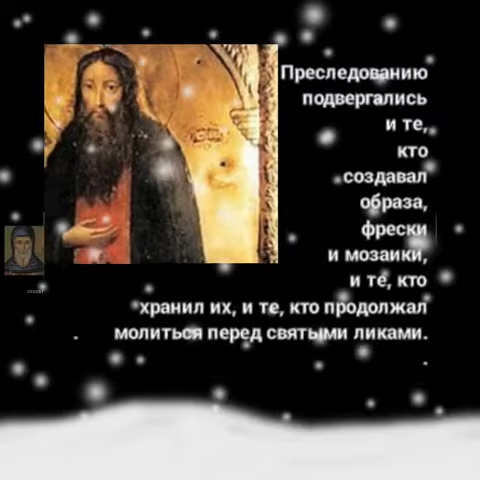 Преследованию
подвергались
и те,
кто
создавал
образа,
фрески
и мозаики,
и те, кто
хранил их, и те, кто продолжал
молиться перед святыми ликами.